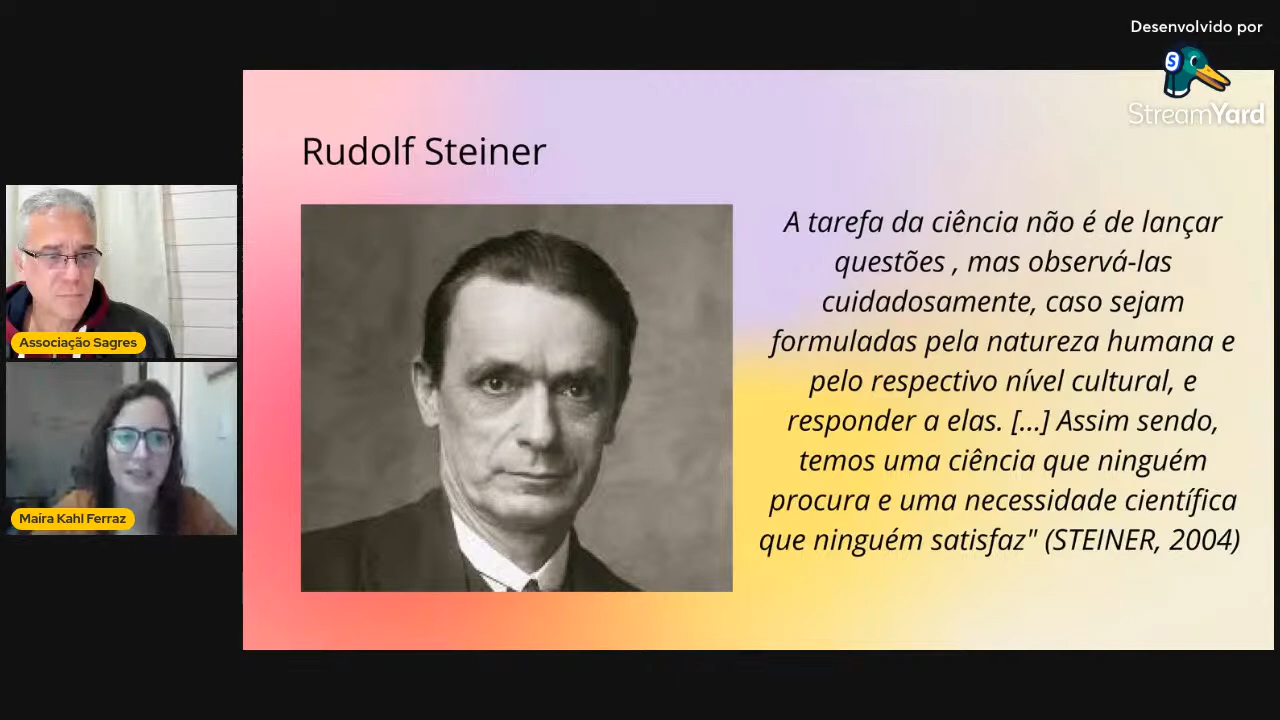 Desenvolvido por
S
StreamYard
Rudolf Steiner
A tarefa da ciência não é de lançar
questões , mas observá-las
cuidadosamente, caso sejam
formuladas pela natureza humana e
pelo respectivo nível cultural, e
responder a elas. [...] Assim sendo,
temos uma ciência que ninguém
procura e uma necessidade científica
que ninguém satisfaz" (STEINER, 2004)
Associação Sagres
Maíra Kahl Ferraz